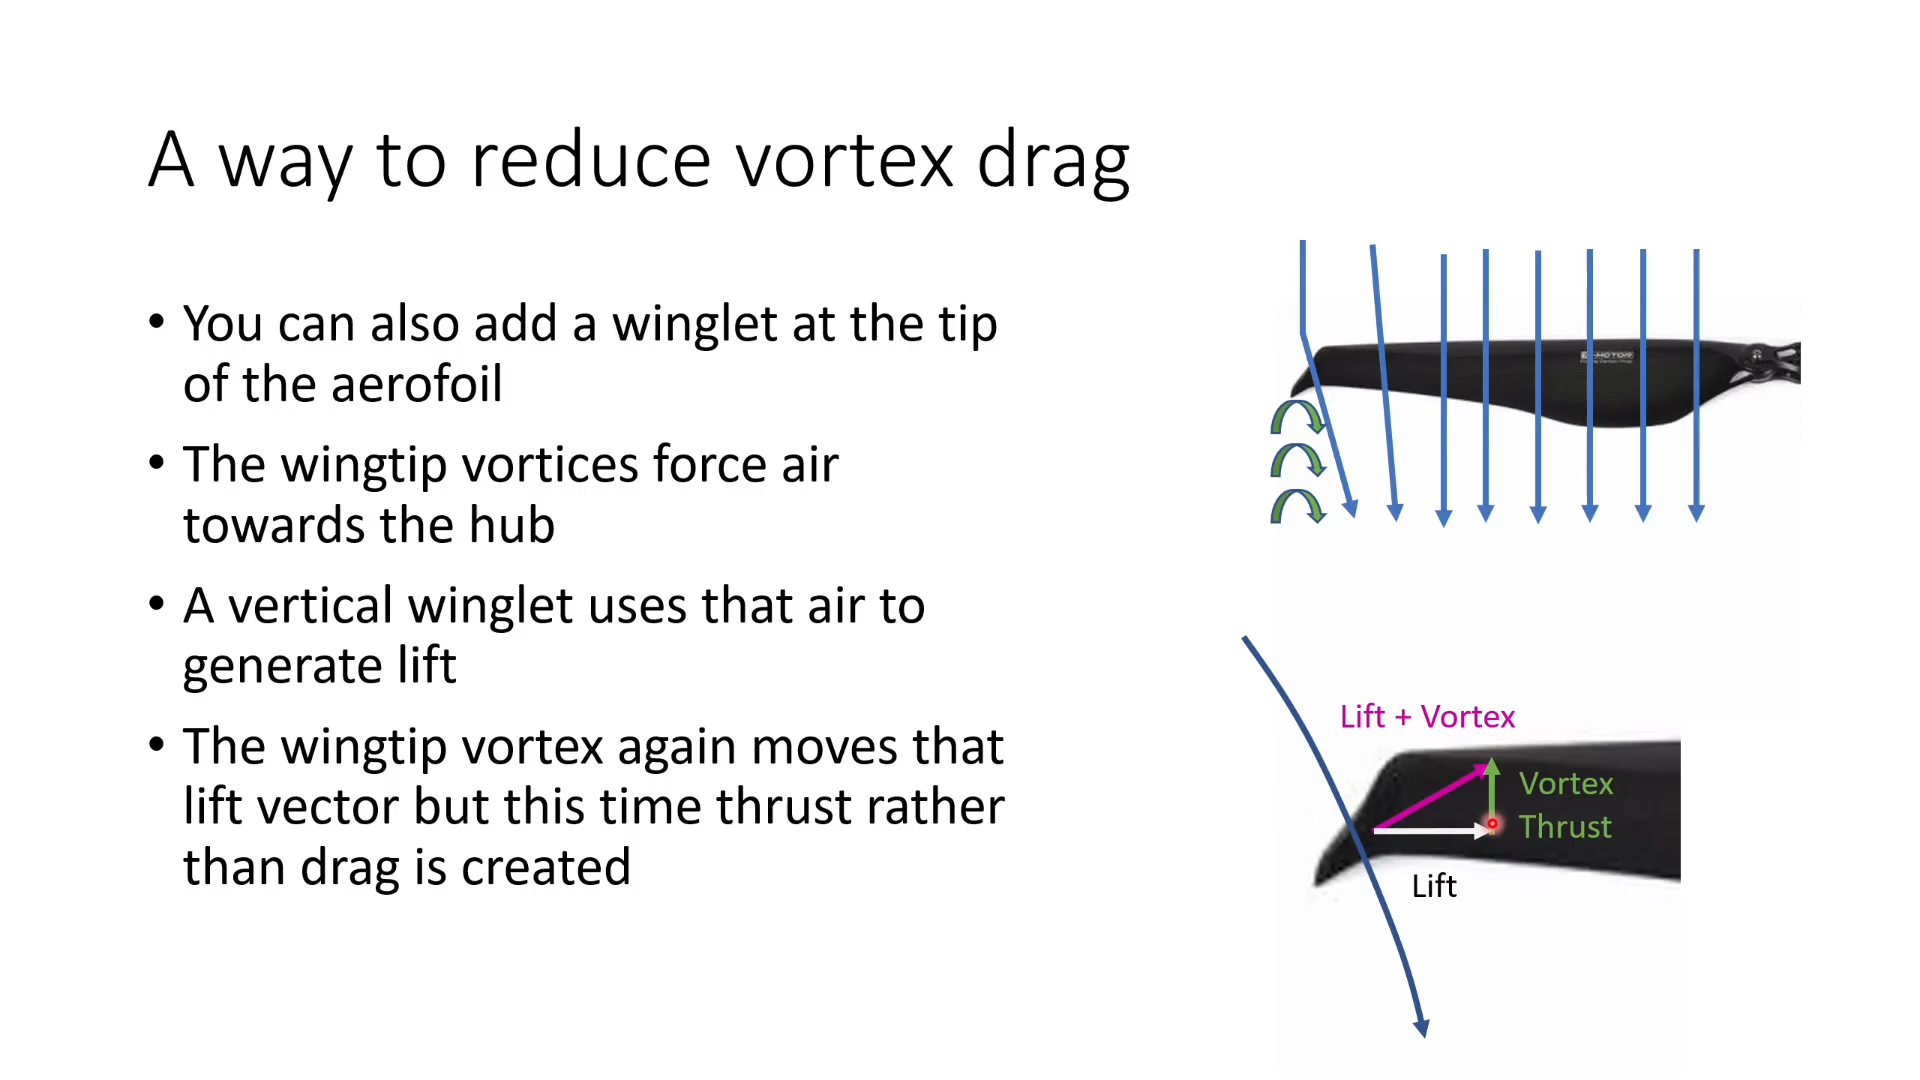 A way to reduce vortex drag
• You can also add a winglet at the tip
of the aerofoil
• The wingtip vortices force air
towards the hub
• A vertical winglet uses that air to
generate lift
• The wingtip vortex again moves that
lift vector but this time thrust rather
than drag is created
Lift + Vortex
Vortex
Thrust
Lift